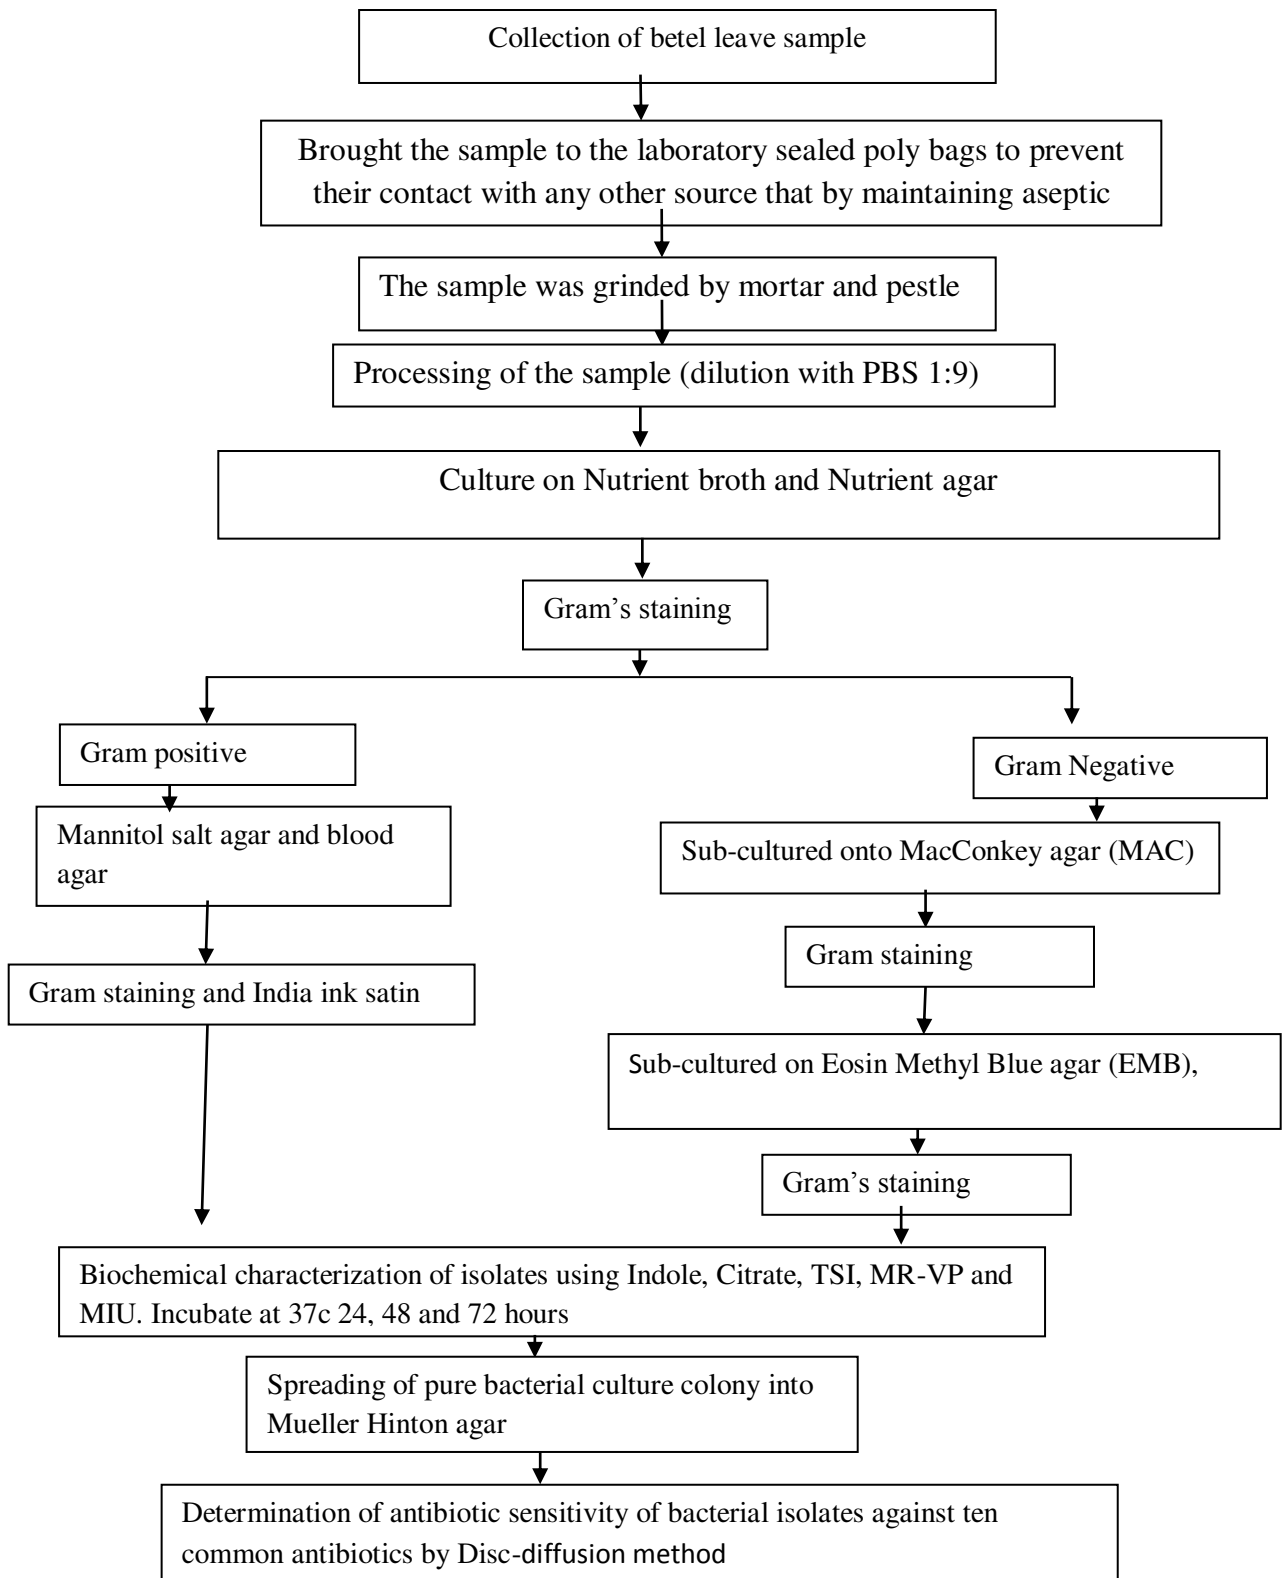 Collection of betel leave sample
Brought the sample to the laboratory sealed poly bags to prevent
their contact with any other source that by maintaining aseptic
The sample was grinded by mortar and pestle
Processing of the sample (dilution with PBS 1:9)
Culture on Nutrient broth and Nutrient agar
Gram’s staining
Gram positive
Gram Negative
Mannitol salt agar and blood
agar
Sub-cultured onto MacConkey agar (MAC)
Gram staining
Gram staining and India ink satin
Sub-cultured on Eosin Methyl Blue agar (EMB),
Gram’s staining
Biochemical characterization of isolates using Indole, Citrate, TSI, MR-VP and
MIU. Incubate at 37c 24, 48 and 72 hours
Spreading of pure bacterial culture colony into
Mueller Hinton agar
Determination of antibiotic sensitivity of bacterial isolates against ten
common antibiotics by Disc-diffusion method